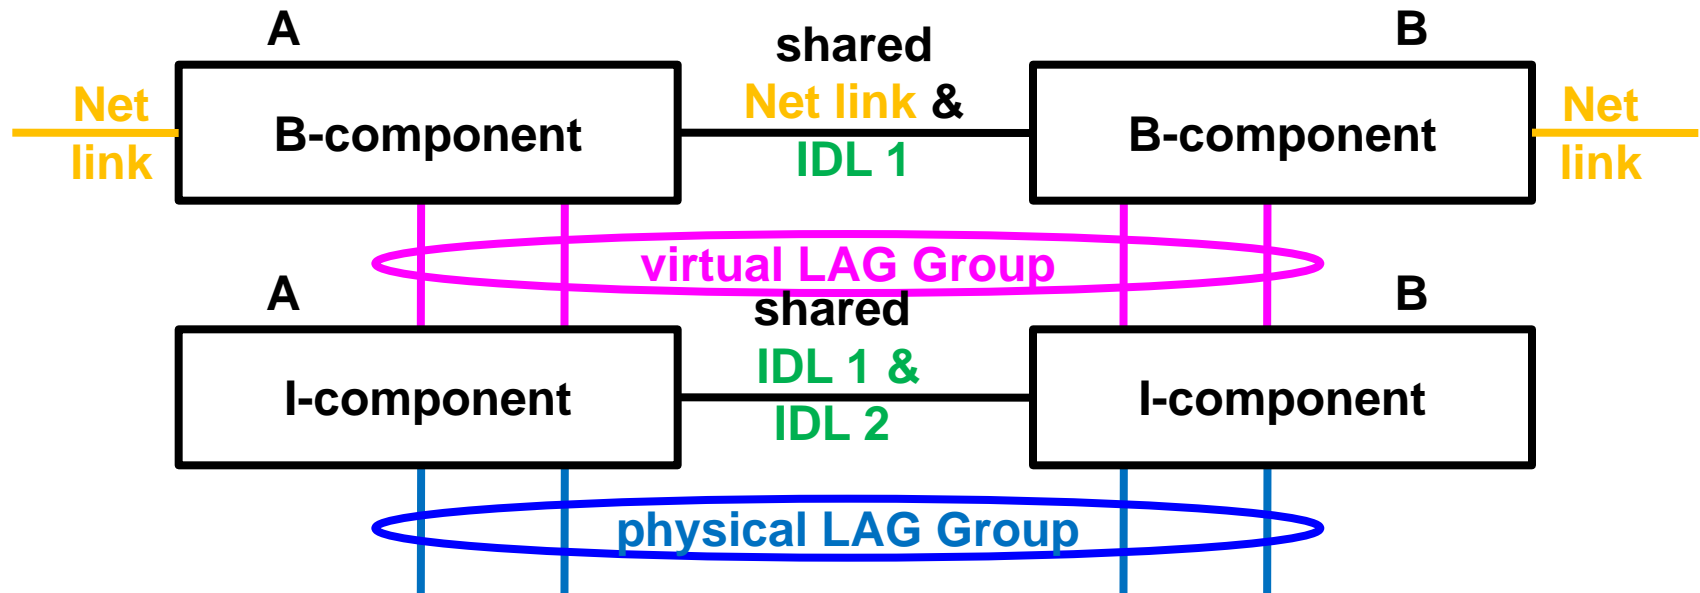 A
B
shared
Net link &
IDL 1
Net
link
B-component
B-component
Net
link
virtual LAG Group
A
B
shared
IDL 1 &
IDL 2
I-component
I-component
physical LAG Group